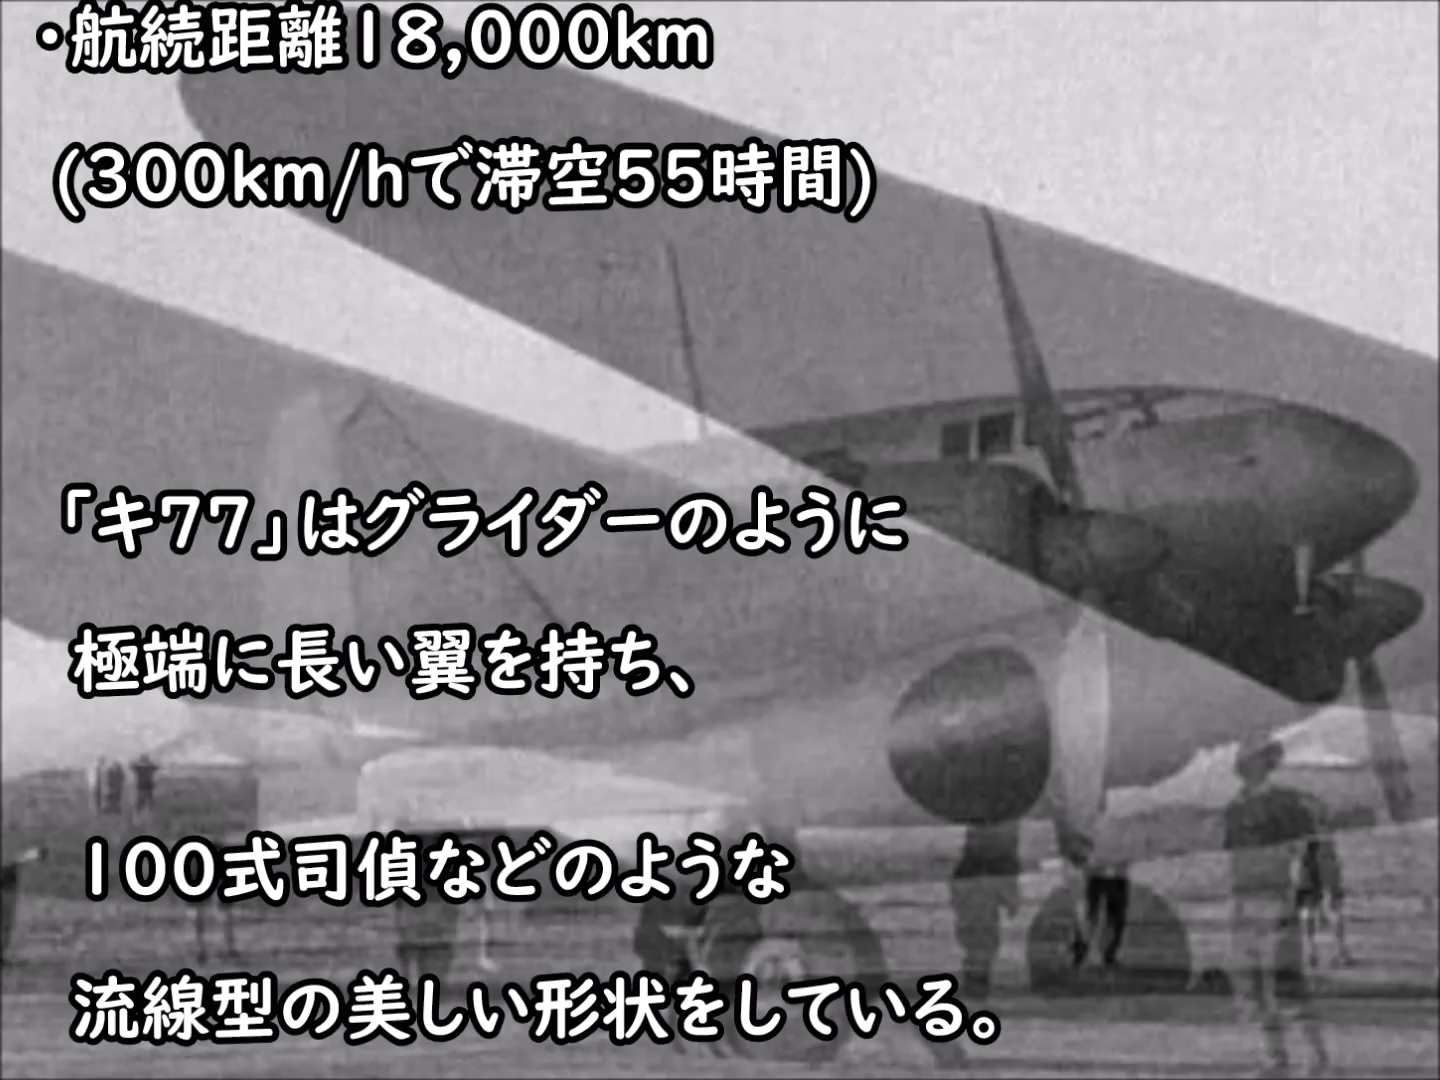 ・航続距離18,000km
(300km/hで滞空55時間)
「キ77」はグライダーのように
極端に長い翼を持ち、
100式司偵などのような
流線型の美しい形状をしている。